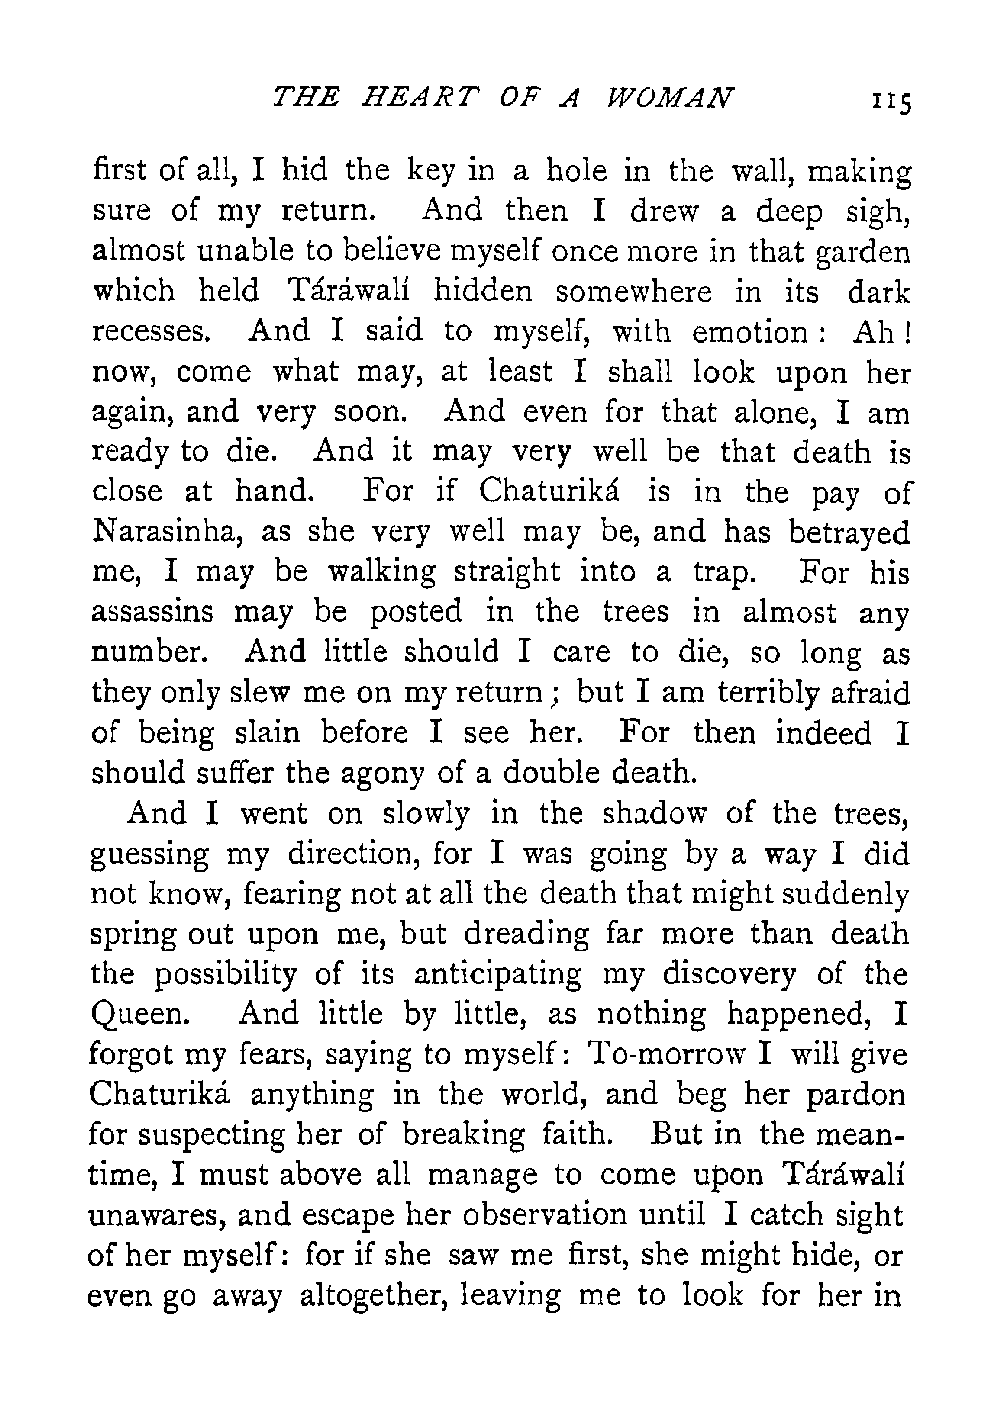 THE HEART OF A WOMAN 115
first of all, I hid the key in a hole in the wall, making
sure of my return. And then I drew a deep sigh,
almost unable to believe myself once more in that garden
which held Táráwalí hidden somewhere in its dark
recesses. And I said to myself, with emotion : Ah !
now, come what may, at least I shall look upon her
again, and very soon. And even for that alone, I am
ready to die. And it may very well be that death is
close at hand. For if Chaturiká is in the pay of
Narasinha, as she very well may be, and has betrayed
me, I may be walking straight into a trap. For his
assassins may be posted in the trees in almost any
number. And little should I care to die, so long as
they only slew me on my return ; but I am terribly afraid
of being slain before I see her. For then indeed I
should suffer the agony of a double death.
And I went on slowly in the shadow of the trees,
guessing my direction, for I was going by a way I did
not know, fearing not at all the death that might suddenly
spring out upon me, but dreading far more than death
the possibility of its anticipating my discovery of the
Queen. And little by little, as nothing happened, I
forgot my fears, saying to myself: To-morrow I will give
Chaturiká anything in the world, and beg her pardon
for suspecting her of breaking faith. But in the mean-
time, I must above all manage to come upon Táráwalí
unawares, and escape her observation until I catch sight
of her myself: for if she saw me first, she might hide, or
even go away altogether, leaving me to look for her in